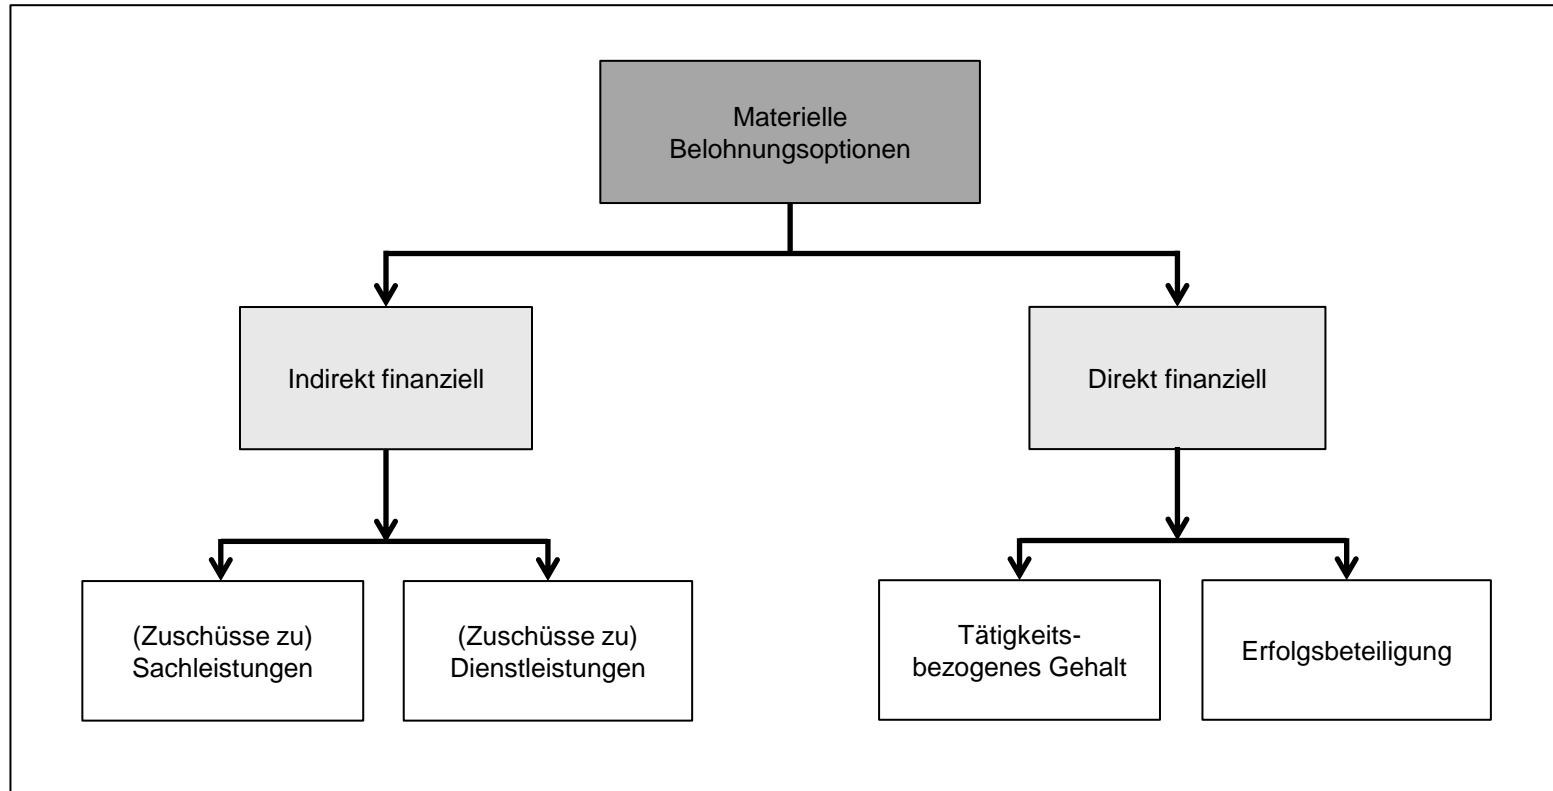 Materielle
Belohnungsoptionen
Indirekt finanziell
Direkt finanziell
(Zuschüsse zu)
Sachleistungen
(Zuschüsse zu)
Dienstleistungen
Tätigkeits-
bezogenes Gehalt
Erfolgsbeteiligung